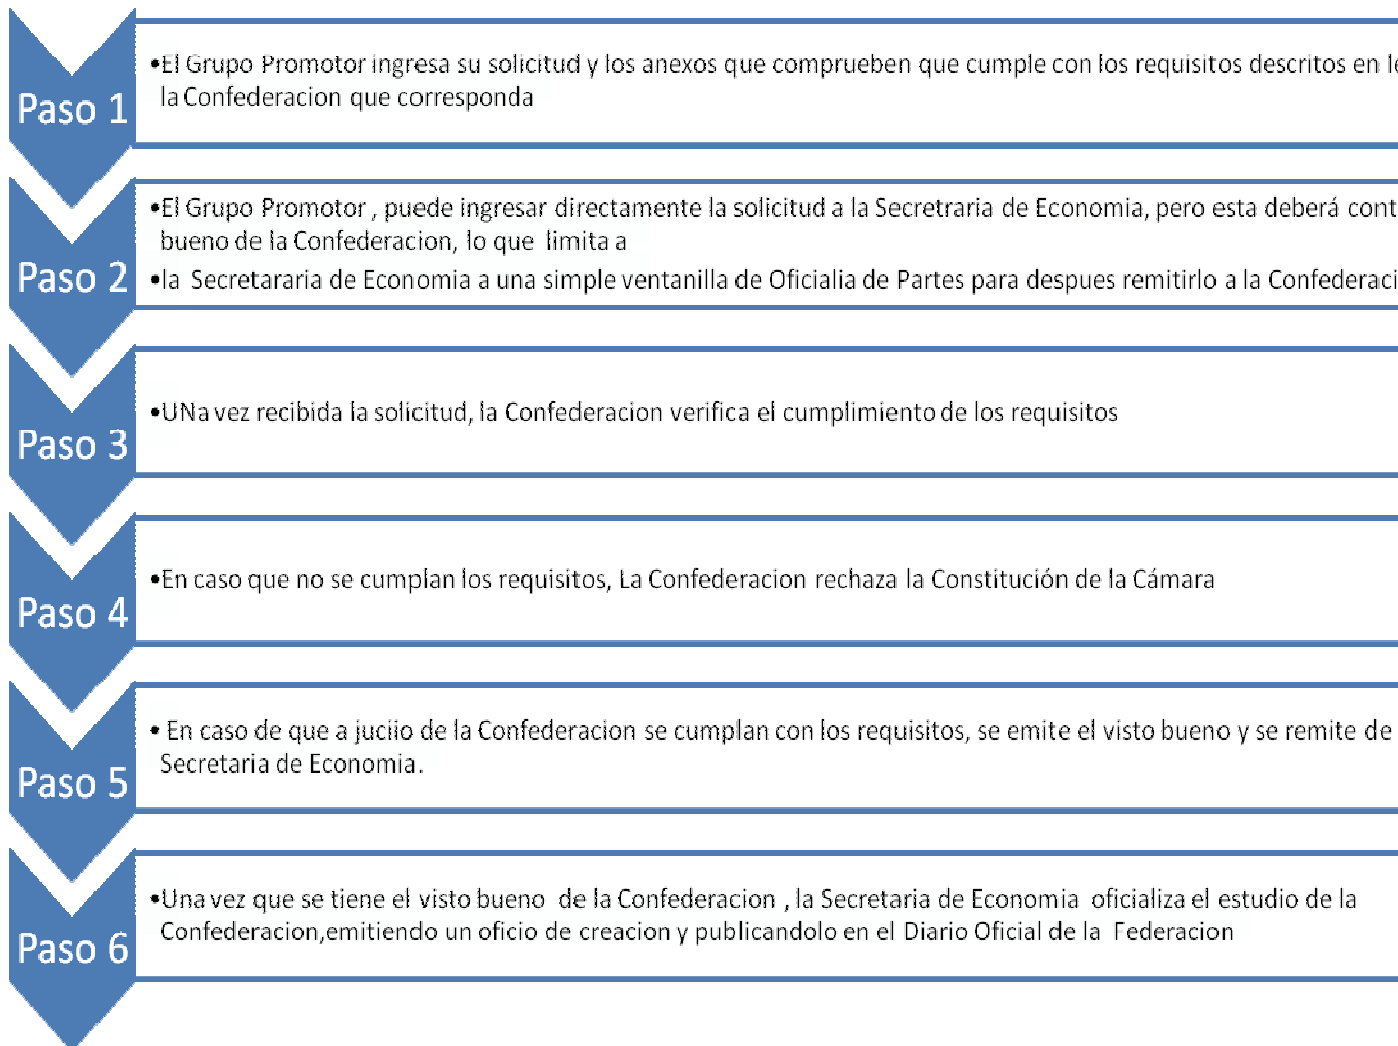 Paso 1
•El Grupo Promotor ingresa su solicitud y los anexos que comprueben que cumple con los requisitos descritos en
la Confederacion que corresponda
Paso 2
•El Grupo Promotor , puede ingresar directamente la solicitud a la Secretraria de Economia, pero esta deberá
bueno de la Confederacion, lo que limita a
•la Secretararia de Economia a una simple ventanilla de Oficialia de Partes para despues remitirlo a la
Paso 3
•UNa vez recibida la solicitud, la Confederacion verifica el cumplimiento de los requisitos
Paso 4
•En caso que no se cumplan los requisitos, La Confederacion rechaza la Constitución de la Cámara
Paso 5
• En caso de que a juciio de la Confederacion se cumplan con los requisitos, se emite el visto bueno y se remite de
Secretaria de Economia.
Paso 6
•Una vez que se tiene el visto bueno de la Confederacion , la Secretaria de Economia oficializa el estudio de la
Confederacion,emitiendo un oficio de creacion y publicandolo en el Diario Oficial de la Federacion